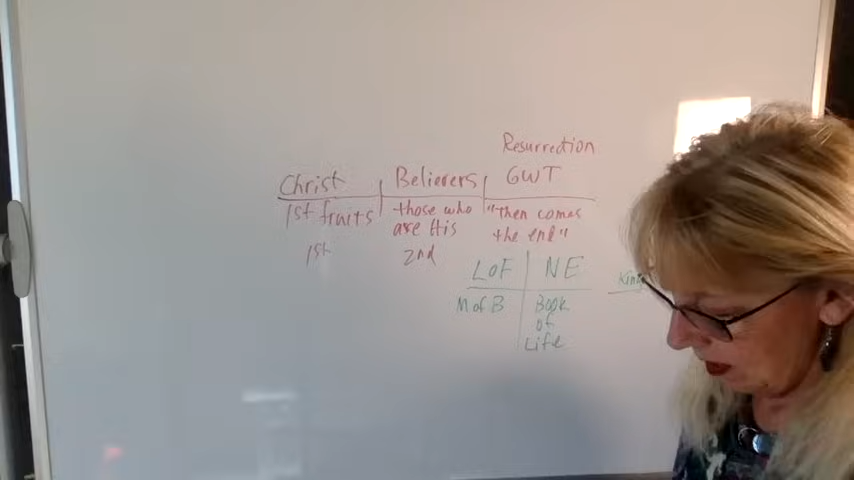 Resurrection
Christ | Believers | GWT
1st fruits | those who are His | "then comes the end"
1st 2nd
LoF | NE
M of B | Book of Life